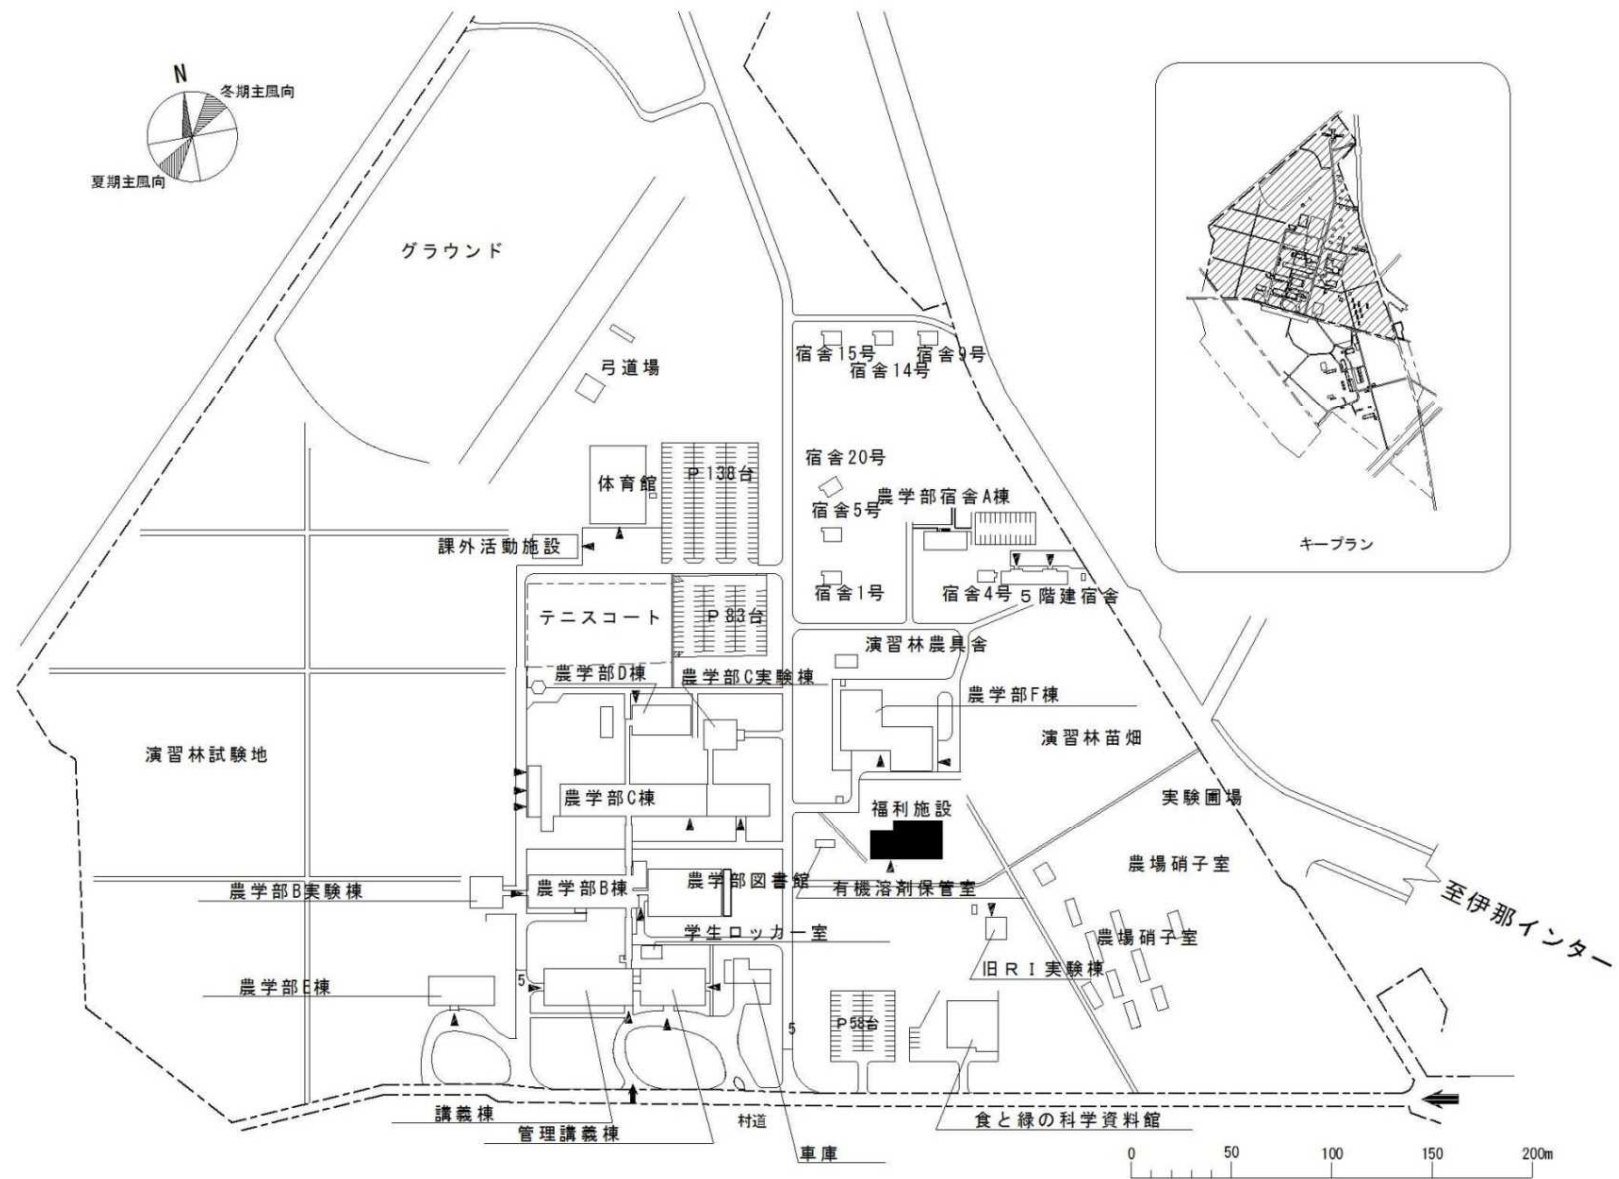 N
冬期主風向
夏期主風向
グラウンド
弓道場
宿舎15号
宿舎14号
宿舎9号
キープラン
体育館
P 138台
宿舎20号
農学部宿舎A棟
宿舎5号
課外活動施設
宿舎1号
宿舎4号
5階建宿舎
テニスコート
P 83台
演習林農具舎
農学部D棟
農学部C実験棟
農学部F棟
演習林試験地
演習林苗畑
農学部C棟
福利施設
実験圃場
農場硝子室
農学部B実験棟
農学部B棟
農学部図書館
有機溶剤保管室
至伊那インター
学生ロッカー室
農場硝子室
旧RI実験棟
農学部E棟
5
P 58台
5
講義棟
管理講義棟
村道
車庫
食と緑の科学資料館
0
50
100
150
200m